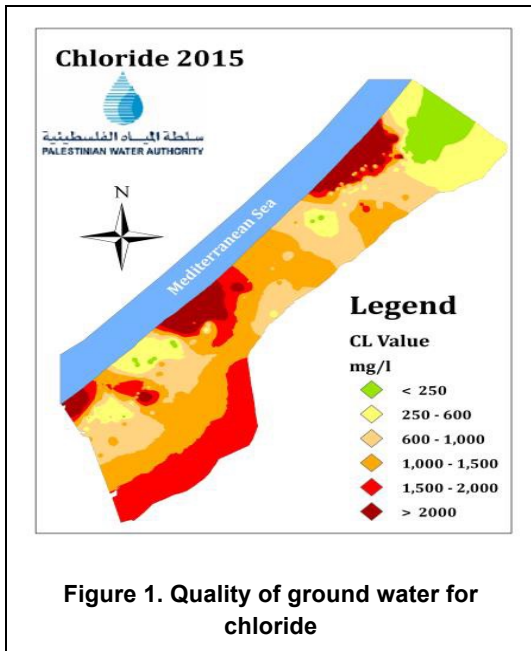 Chloride 2015
سلطة المياه الفلسطينية
PALESTINIAN WATER AUTHORITY
N
Mediterranean Sea
Legend
CL Value
mg/l
< 250
250 - 600
600 - 1,000
1,000 - 1,500
1,500 - 2,000
> 2000
Figure 1. Quality of ground water for
chloride